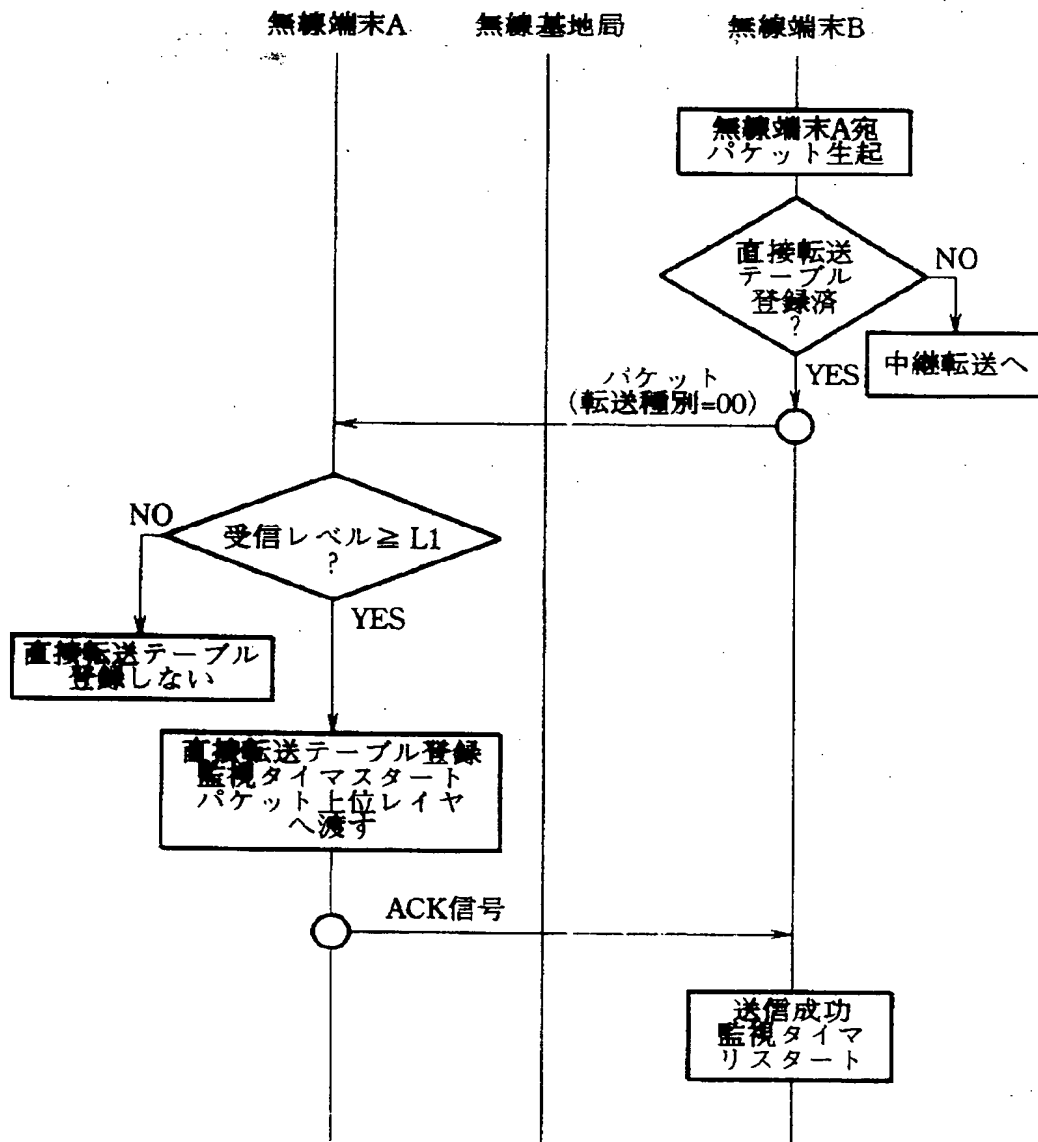 無線端末A 無線基地局 無線端末B
無線端末A宛
パケット生起
直接転送
テーブル
登録済
?
NO
中継転送へ
YES
パケット
(転送種別=00)
受信レベル≧L1
?
NO
YES
直接転送テーブル
登録しない
直接転送テーブル登録
監視タイマスタート
パケット上位レイヤ
へ渡す
ACK信号
送信成功
監視タイマ
リスタート